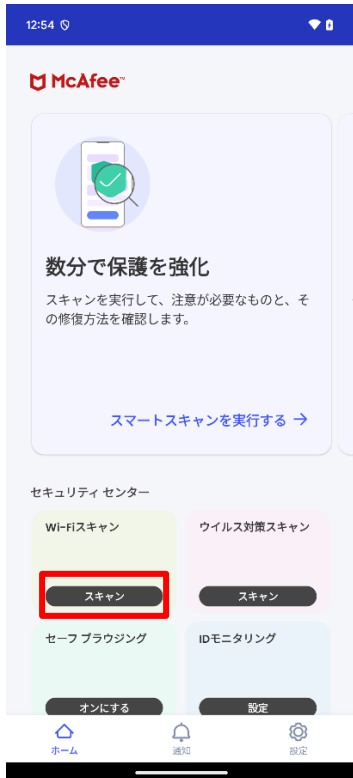 12:54
McAfee™
数分で保護を強化
スキャンを実行して、注意が必要なものと、そ
の修復方法を確認します。
スマートスキャンを実行する →
セキュリティ センター
Wi-Fiスキャン
ウイルス対策スキャン
スキャン
スキャン
セーフ ブラウジング
IDモニタリング
オンにする
設定
ホーム
通知
設定